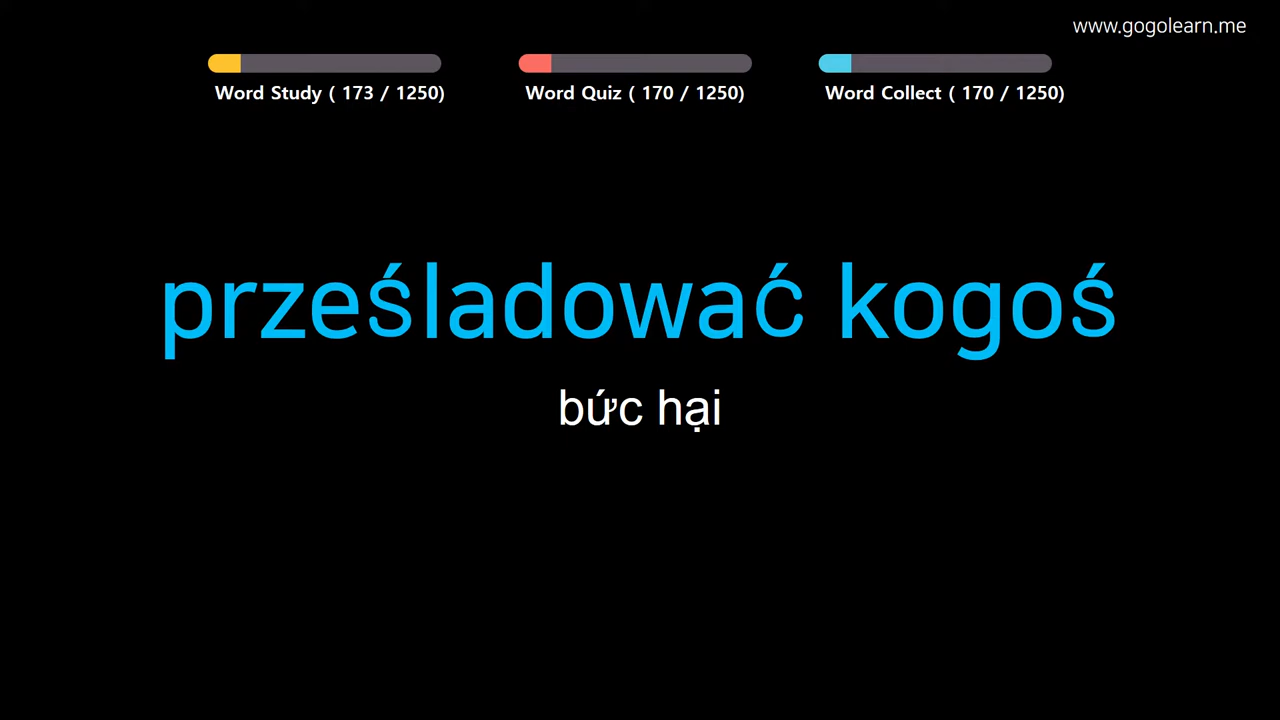 www.gogolearn.me
Word Study ( 173 / 1250)
Word Quiz ( 170 / 1250)
Word Collect ( 170 / 1250)
prześladować kogoś
bức hại